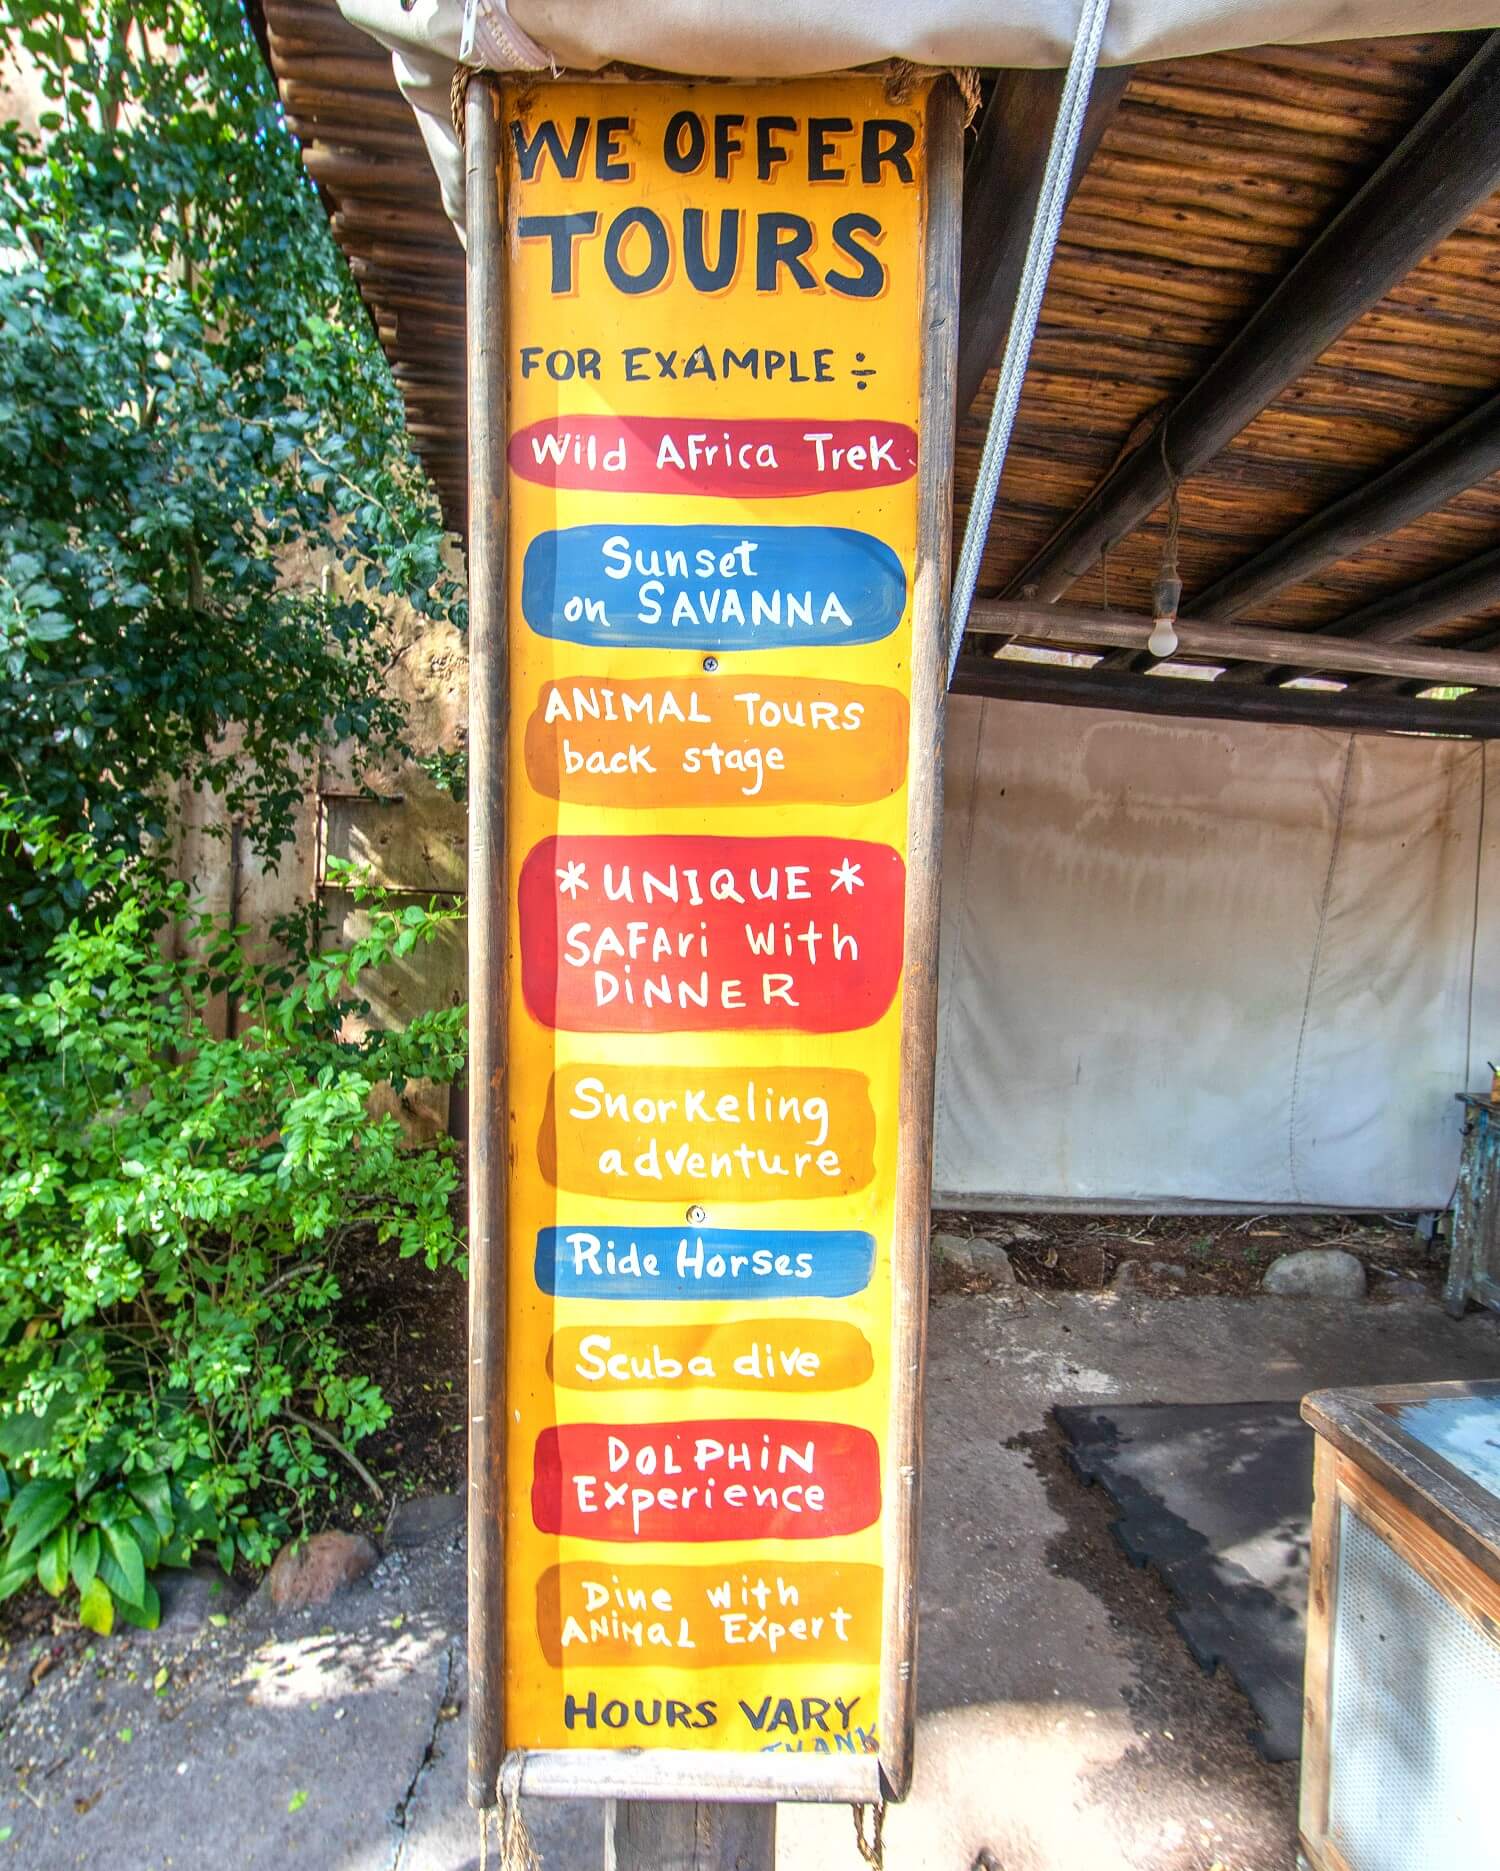 WE OFFER
TOURS
FOR EXAMPLE ÷
Wild AFrica Trek
Sunset
on SAVANNA
ANIMAL TOURS
back stage
*UNIQUE*
SAFAri with
DiNNER
Snorkeling
adventure
Ride Horses
Scuba dive
DOLPHiN
Experience
Dine with
ANiMaL Expert
HOURS VARY
THANK